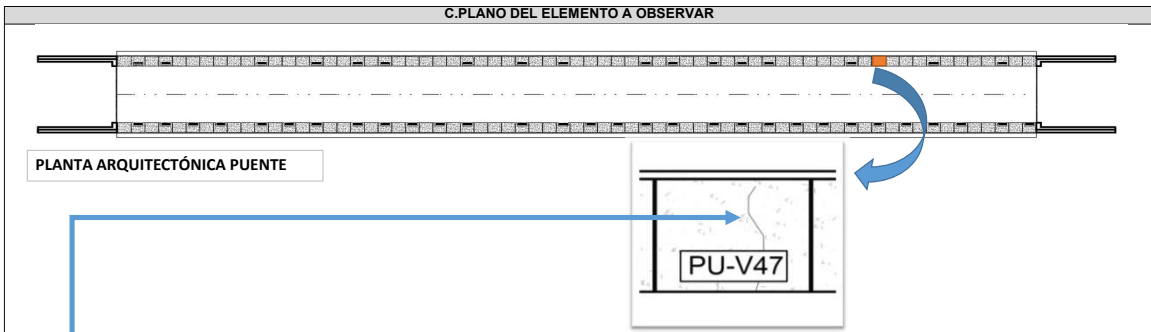 C.PLANO DEL ELEMENTO A OBSERVAR
PLANTA ARQUITECTÓNICA PUENTE
PU-V47